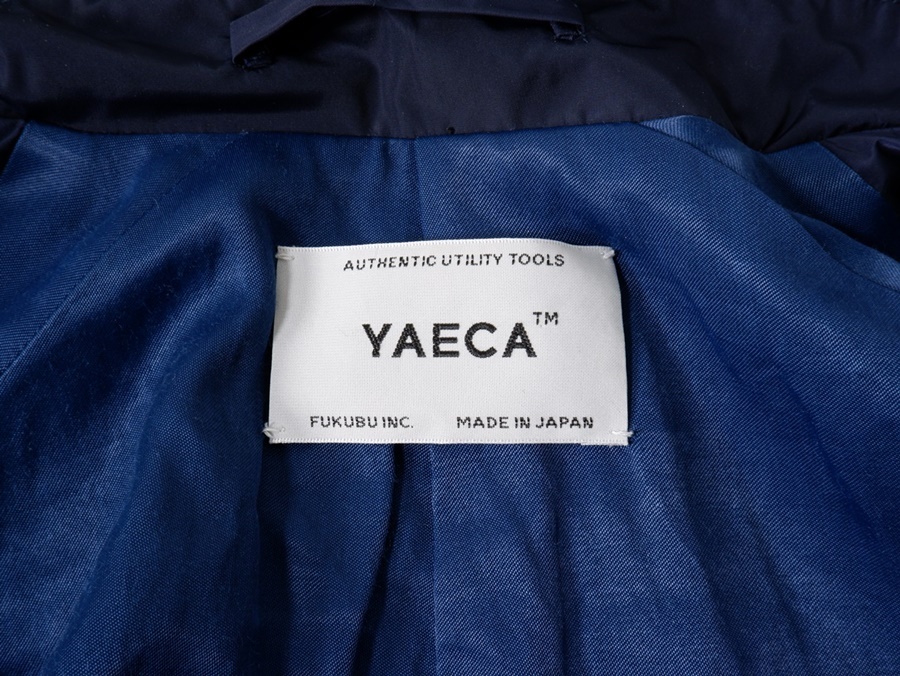 AUTHENTIC UTILITY TOOLS
YAECA™
FUKUBU INC. MADE IN JAPAN